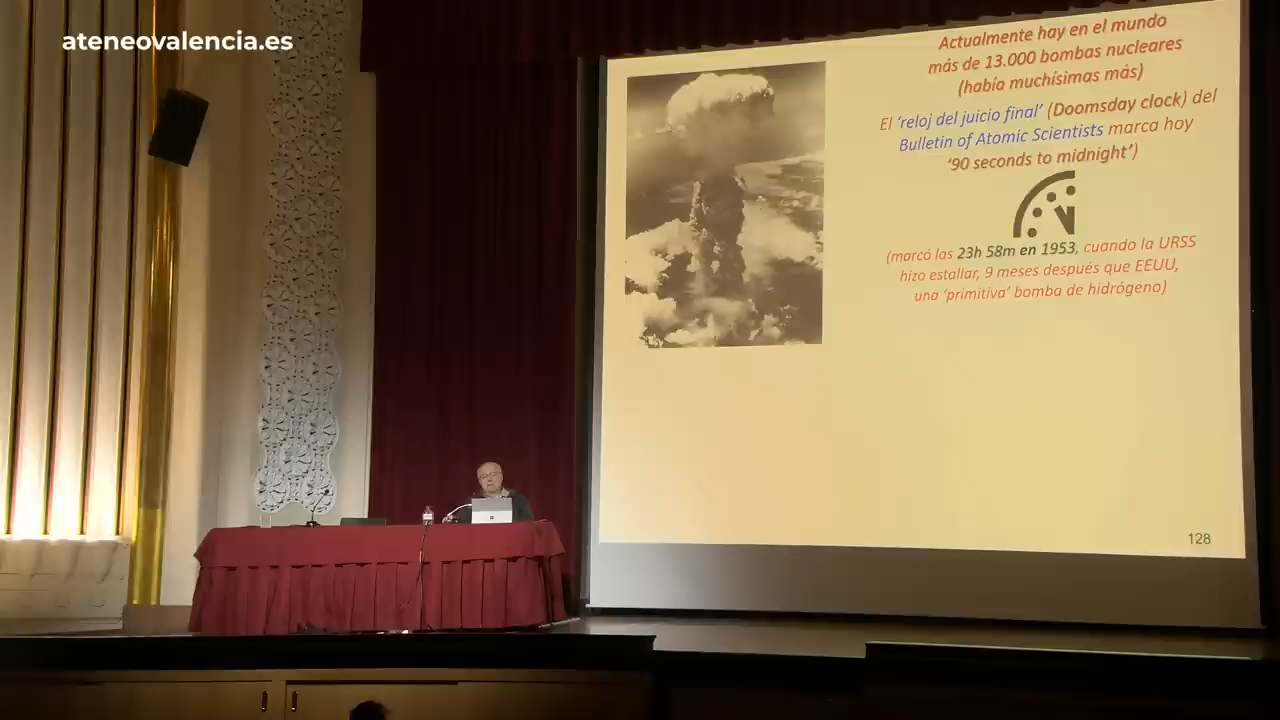 ateneovalencia.es
Actualmente hay en el mundo
más de 13.000 bombas nucleares
(había muchísimas más)
El 'reloj del juicio final' (Doomsday clock) del
Bulletin of Atomic Scientists marca hoy
'90 seconds to midnight')
(marcó las 23h 58m en 1953, cuando la URSS
hizo estallar, 9 meses después que EEUU,
una 'primitiva' bomba de hidrógeno)
128